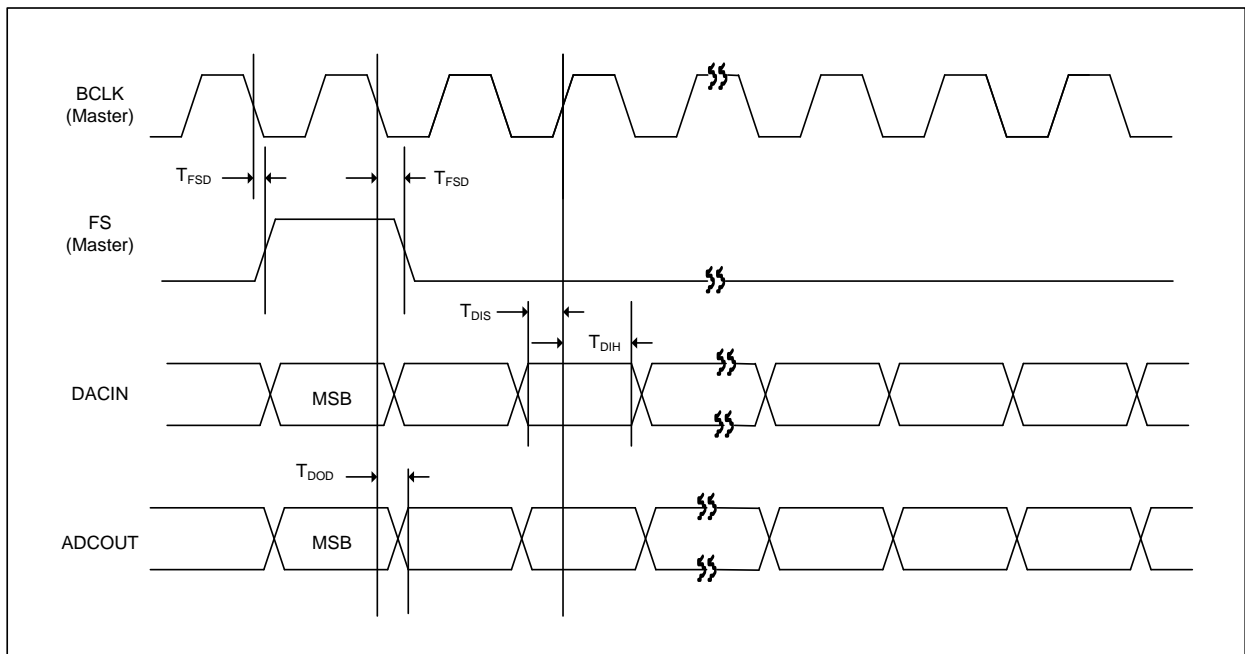 BCLK
(Master)
TFSD
TFSD
FS
(Master)
TDIS
TDIH
DACIN
MSB
TDOD
ADCOUT
MSB